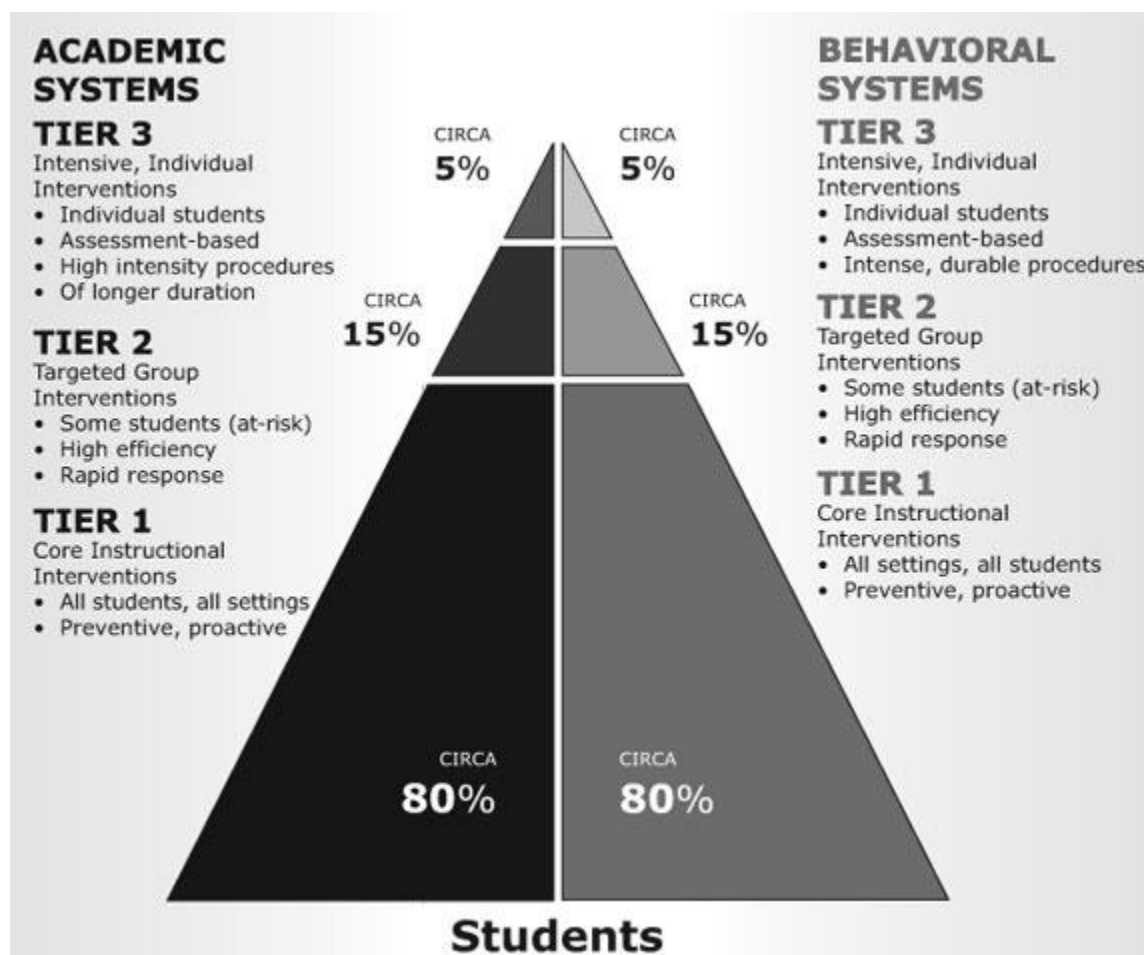 ACADEMIC
SYSTEMS
TIER 3
Intensive, Individual
Interventions
• Individual students
• Assessment-based
• High intensity procedures
• Of longer duration
TIER 2
Targeted Group
Interventions
• Some students (at-risk)
• High efficiency
• Rapid response
TIER 1
Core Instructional
Interventions
• All students, all settings
• Preventive, proactive
CIRCA
5%
CIRCA
5%
CIRCA
15%
CIRCA
15%
CIRCA
80%
CIRCA
80%
BEHAVIORAL
SYSTEMS
TIER 3
Intensive, Individual
Interventions
• Individual students
• Assessment-based
• Intense, durable procedures
TIER 2
Targeted Group
Interventions
• Some students (at-risk)
• High efficiency
• Rapid response
TIER 1
Core Instructional
Interventions
• All settings, all students
• Preventive, proactive
Students